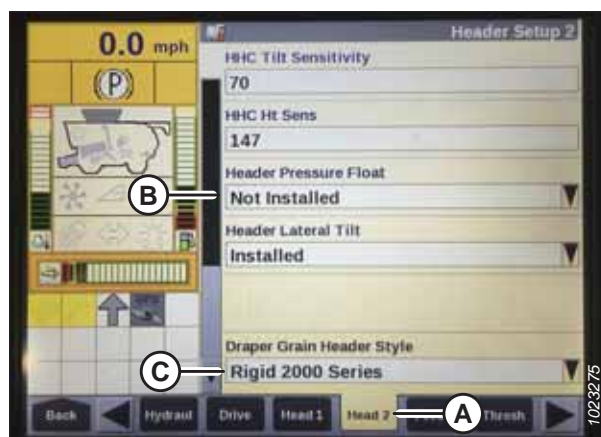 0.0 mph
Header Setup 2
(P)
HHC Tilt Sensitivity
70
HHC Ht Sens
147
Header Pressure Float
B
Not Installed
Header Lateral Tilt
Installed
Draper Grain Header Style
C
Rigid 2000 Series
Back
Hydraul
Drive
Head 1
Head 2
A
Thresh
1023275